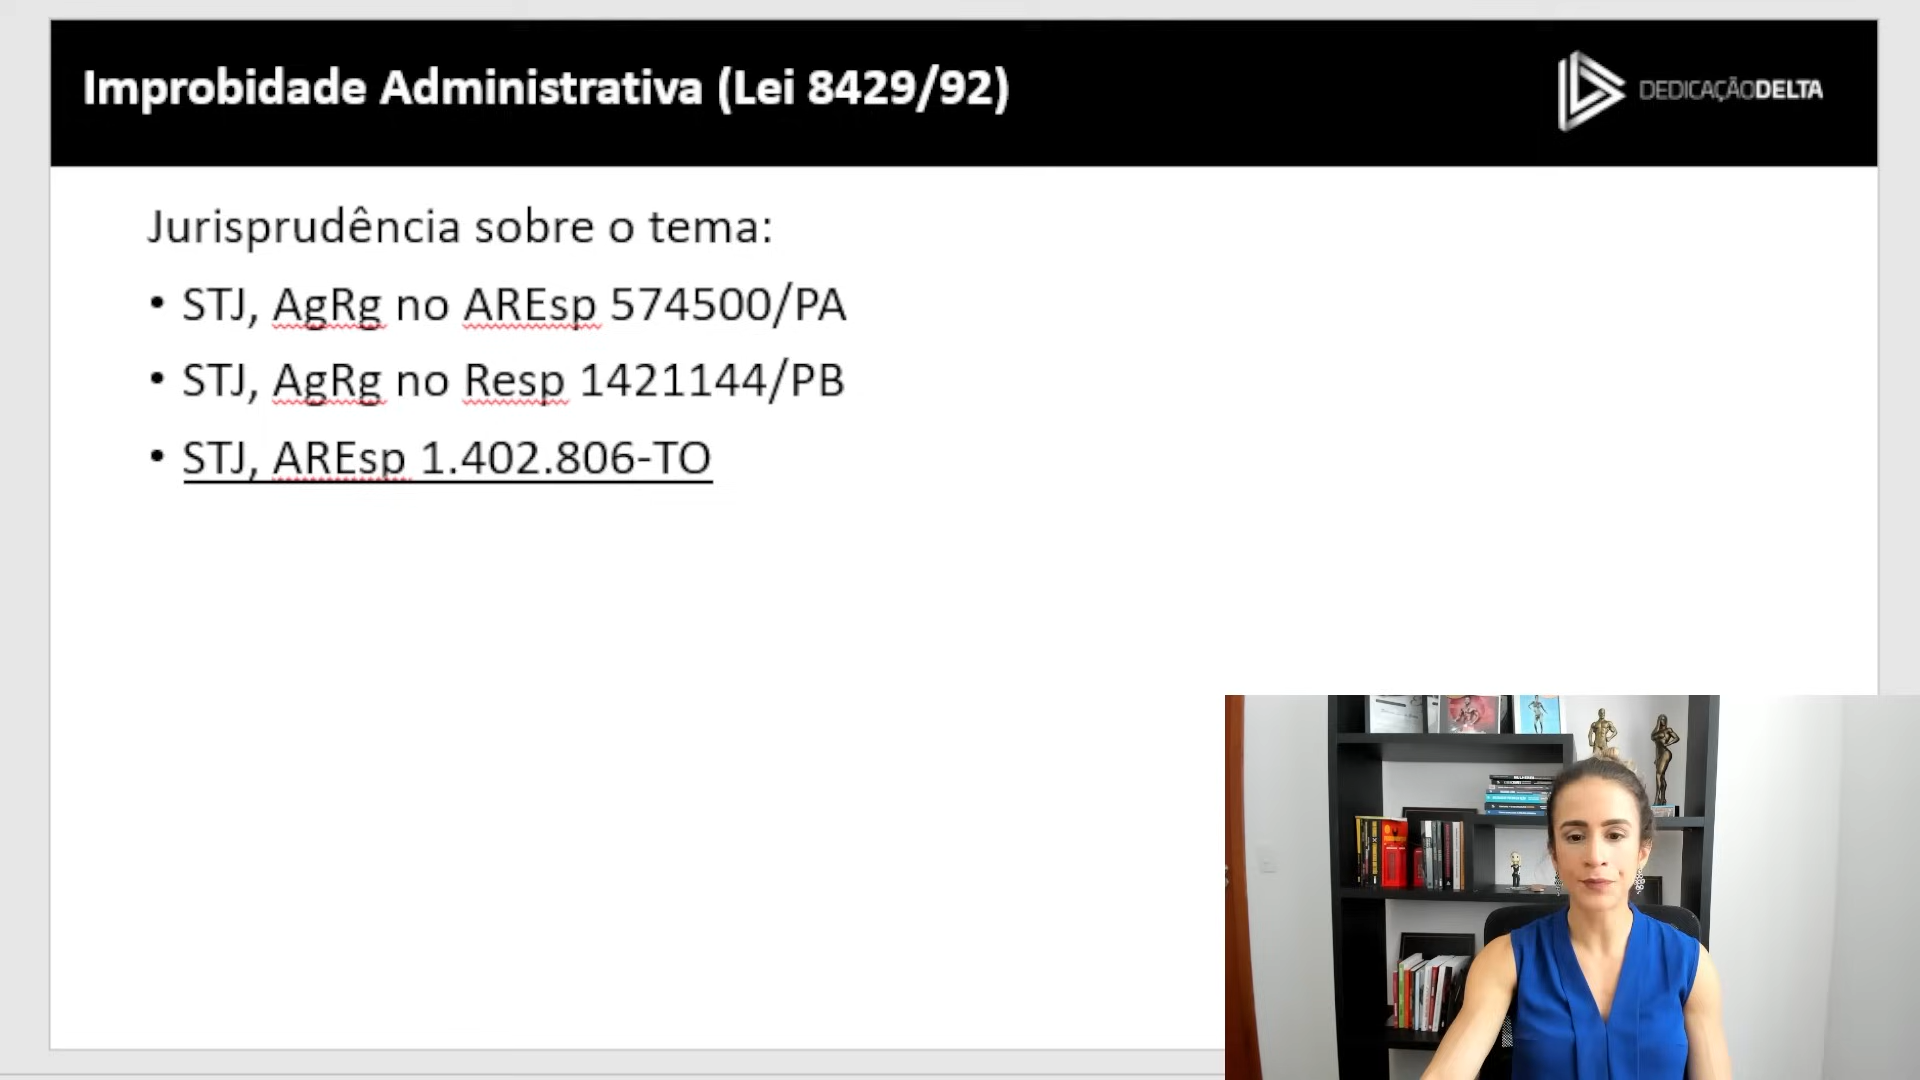 Improbidade Administrativa (Lei 8429/92)
DEDICAÇÃODELTA
Jurisprudência sobre o tema:
• STJ, AgRg no AREsp 574500/PA
• STJ, AgRg no Resp 1421144/PB
• STJ, AREsp 1.402.806-TO